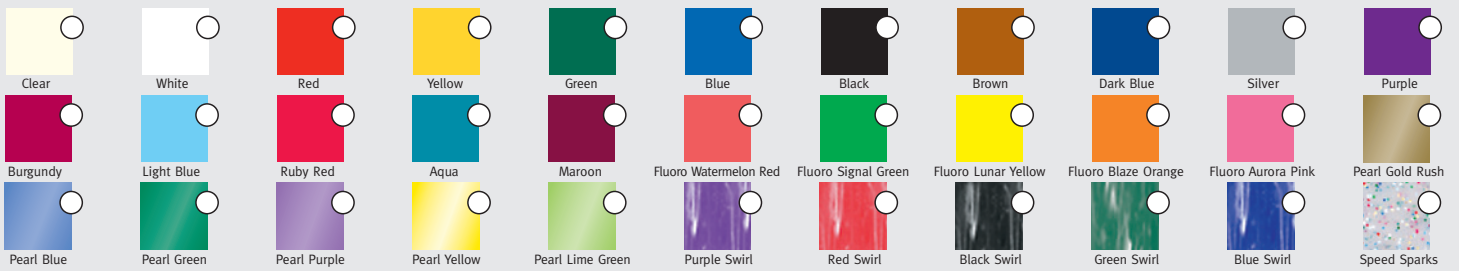 Clear White Red Yellow Green Blue Black Brown Dark Blue Silver Purple
Burgundy Light Blue Ruby Red Aqua Maroon Fluoro Watermelon Red Fluoro Signal Green Fluoro Lunar Yellow Fluoro Blaze Orange Fluoro Aurora Pink Pearl Gold Rush
Pearl Blue Pearl Green Pearl Purple Pearl Yellow Pearl Lime Green Purple Swirl Red Swirl Black Swirl Green Swirl Blue Swirl Speed Sparks